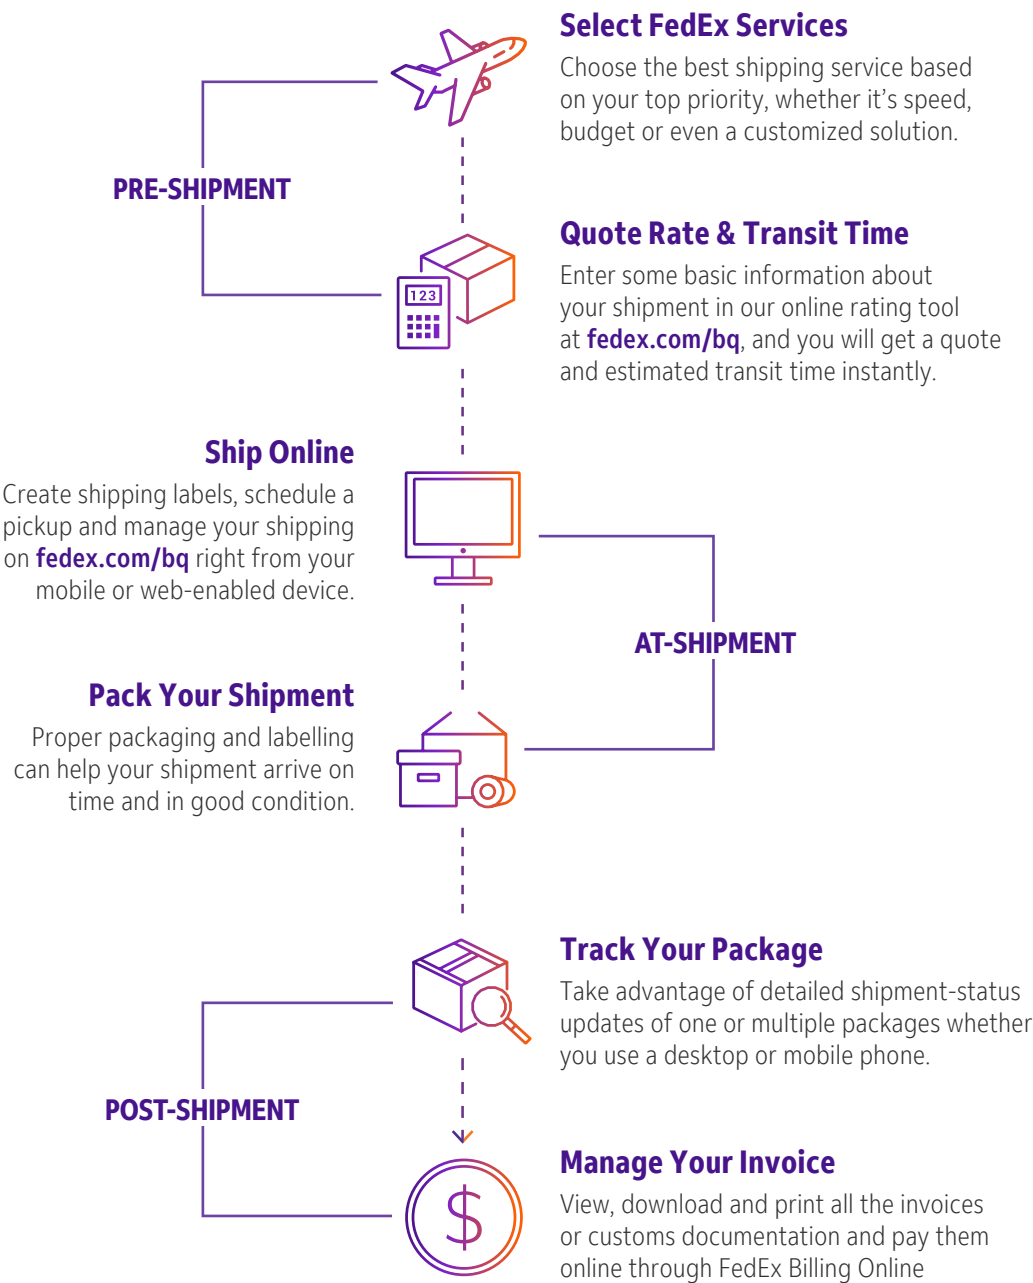 Select FedEx Services
Choose the best shipping service based
on your top priority, whether it’s speed,
budget or even a customized solution.
PRE-SHIPMENT
Quote Rate & Transit Time
Enter some basic information about
your shipment in our online rating tool
at fedex.com/bq, and you will get a quote
and estimated transit time instantly.
123
Ship Online
Create shipping labels, schedule a
pickup and manage your shipping
on fedex.com/bq right from your
mobile or web-enabled device.
AT-SHIPMENT
Pack Your Shipment
Proper packaging and labelling
can help your shipment arrive on
time and in good condition.
Track Your Package
Take advantage of detailed shipment-status
updates of one or multiple packages whether
you use a desktop or mobile phone.
POST-SHIPMENT
Manage Your Invoice
View, download and print all the invoices
or customs documentation and pay them
online through FedEx Billing Online
$